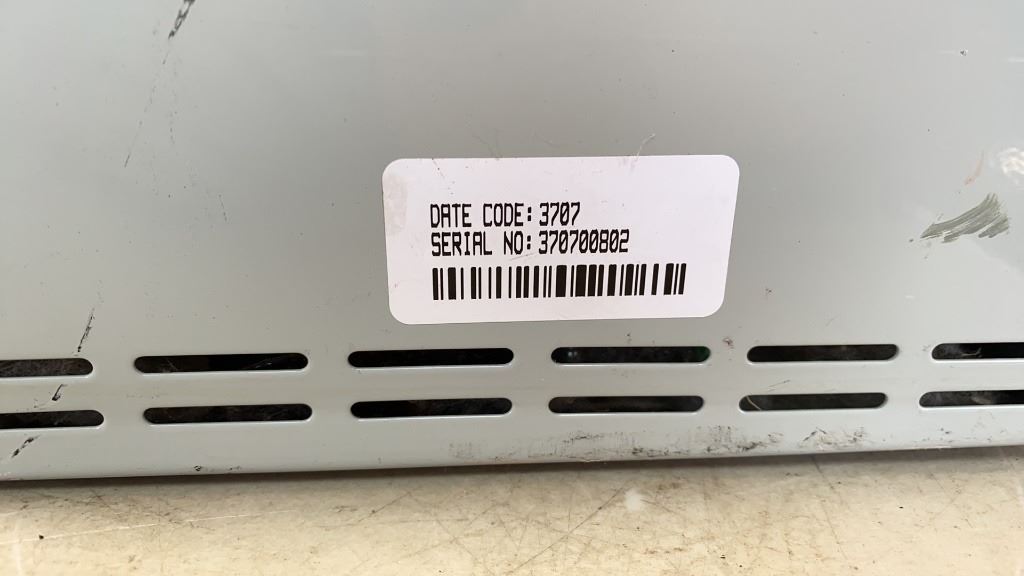 DATE CODE: 3707
SERIAL NO: 370700802